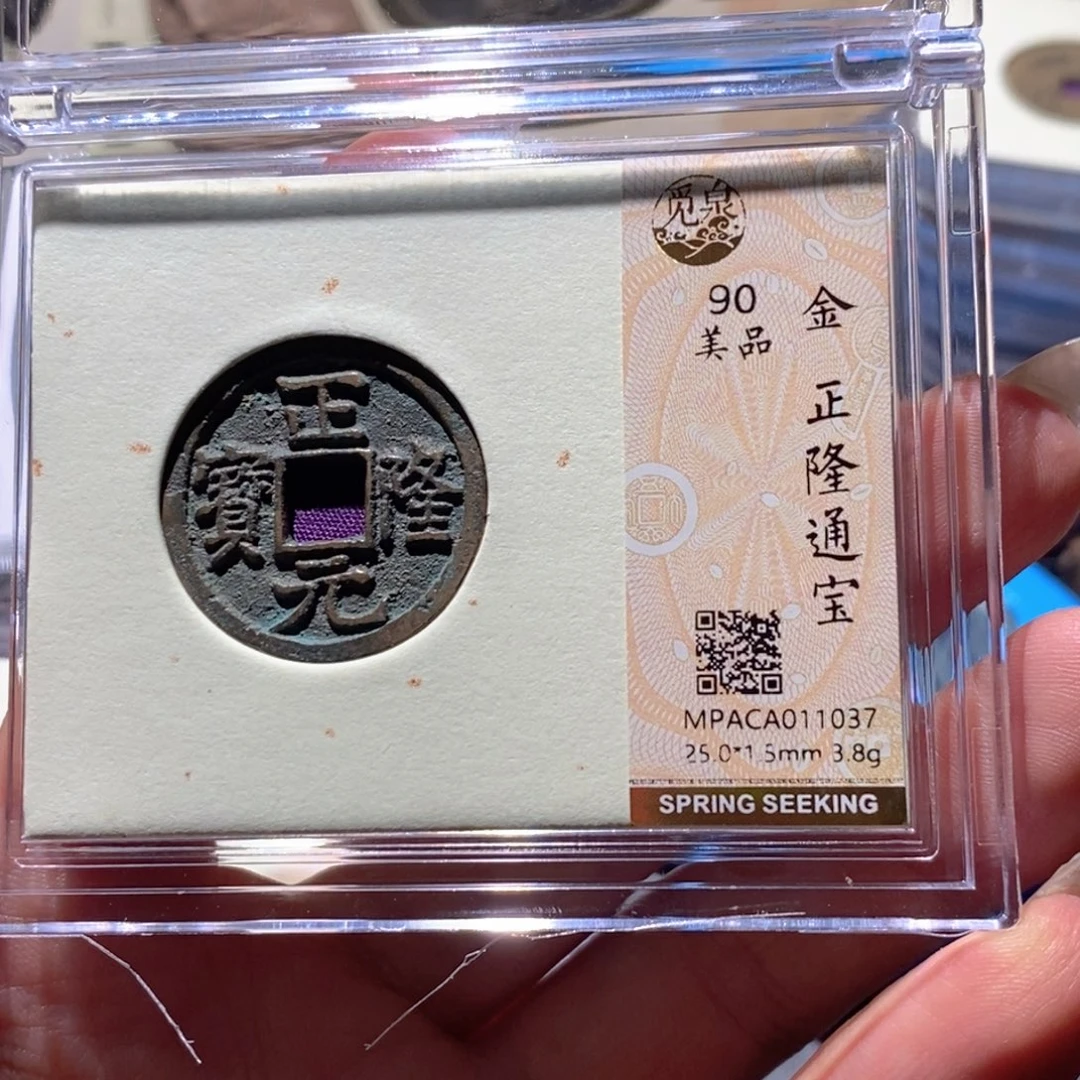 正
隆
元
寳
觅泉
90
美品
金
正隆通宝
MPACA011037
25.0*1.5mm 3.8g
SPRING SEEKING